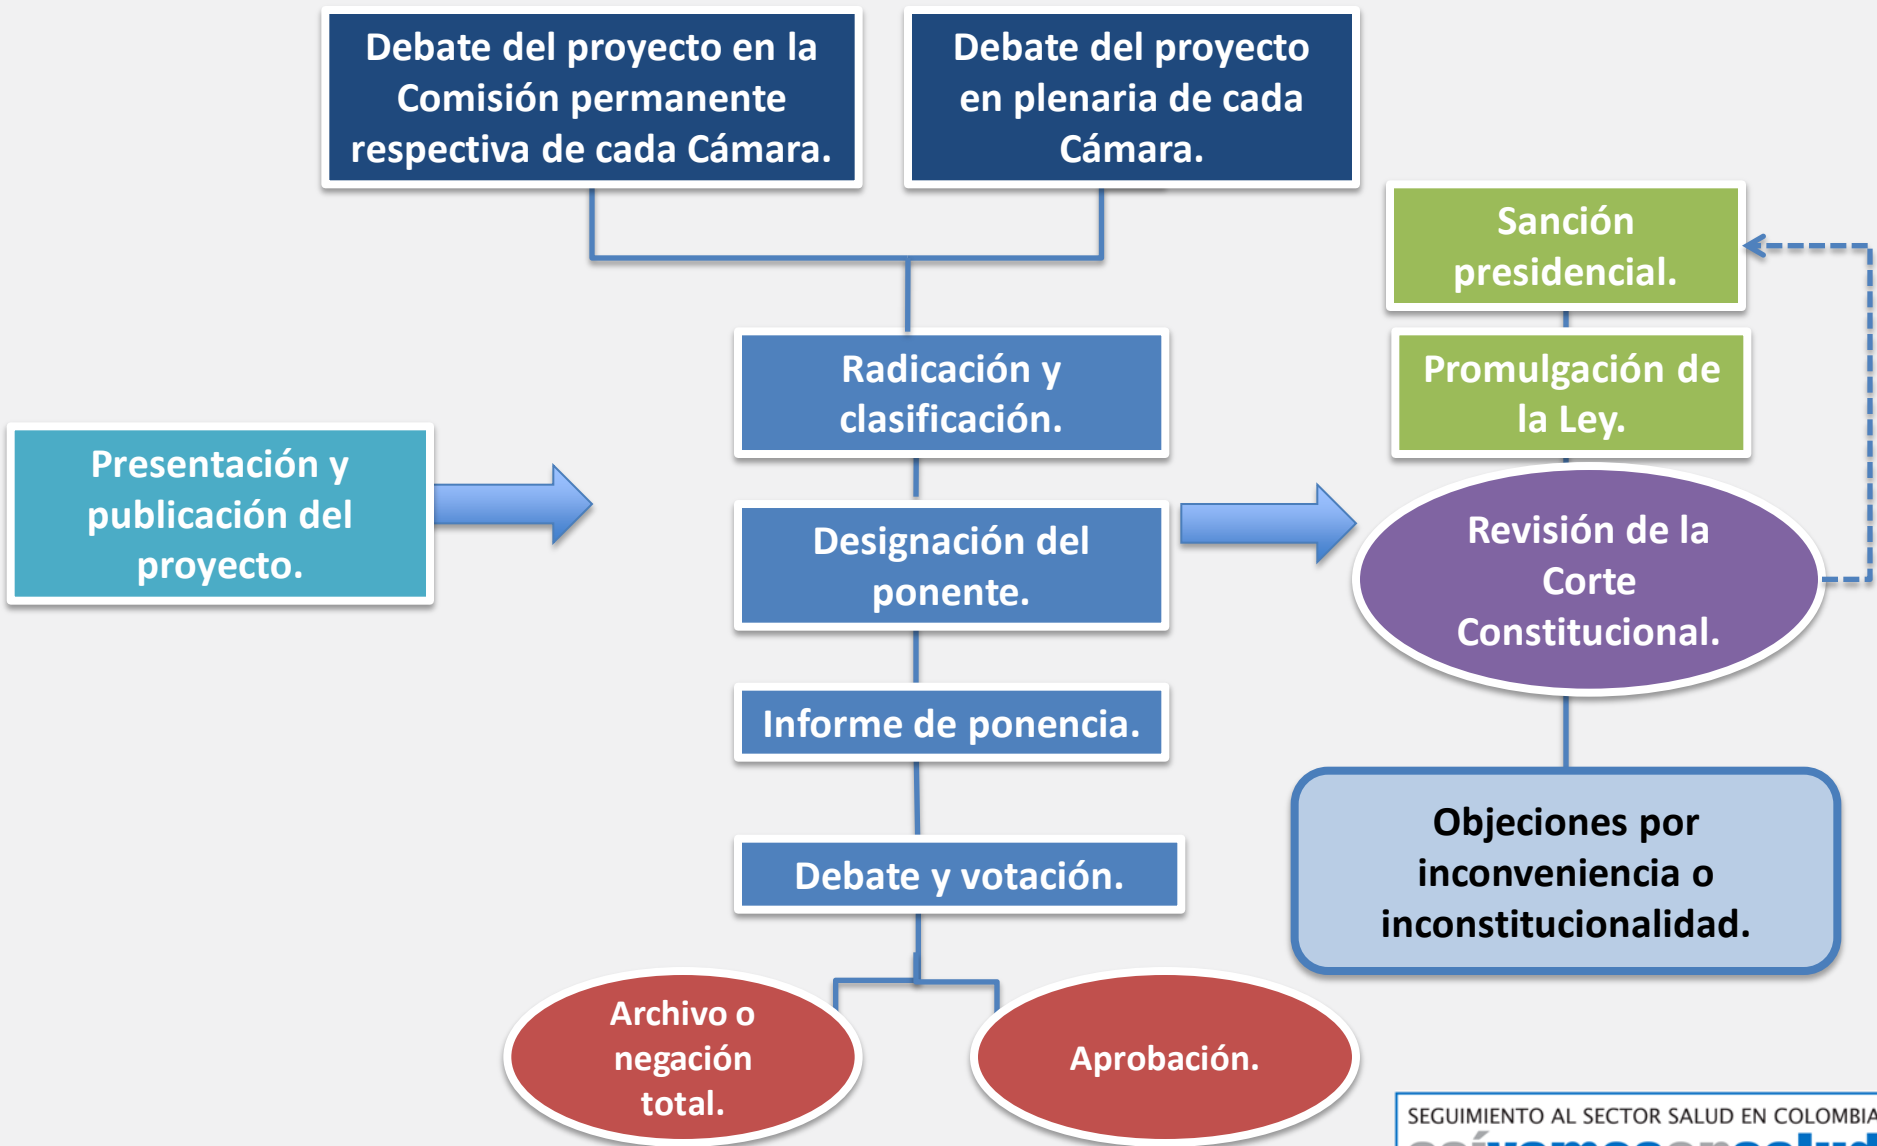 Debate del proyecto en la
Comisión permanente
respectiva de cada Cámara.
Debate del proyecto
en plenaria de cada
Cámara.
Sanción
presidencial.
Radicación y
clasificación.
Promulgación de
la Ley.
Presentación y
publicación del
proyecto.
Designación del
ponente.
Revisión de la
Corte
Constitucional.
Informe de ponencia.
Objeciones por
inconveniencia o
inconstitucionalidad.
Debate y votación.
Archivo o
negación
total.
Aprobación.
SEGUIMIENTO AL SECTOR SALUD EN COLOMBIA